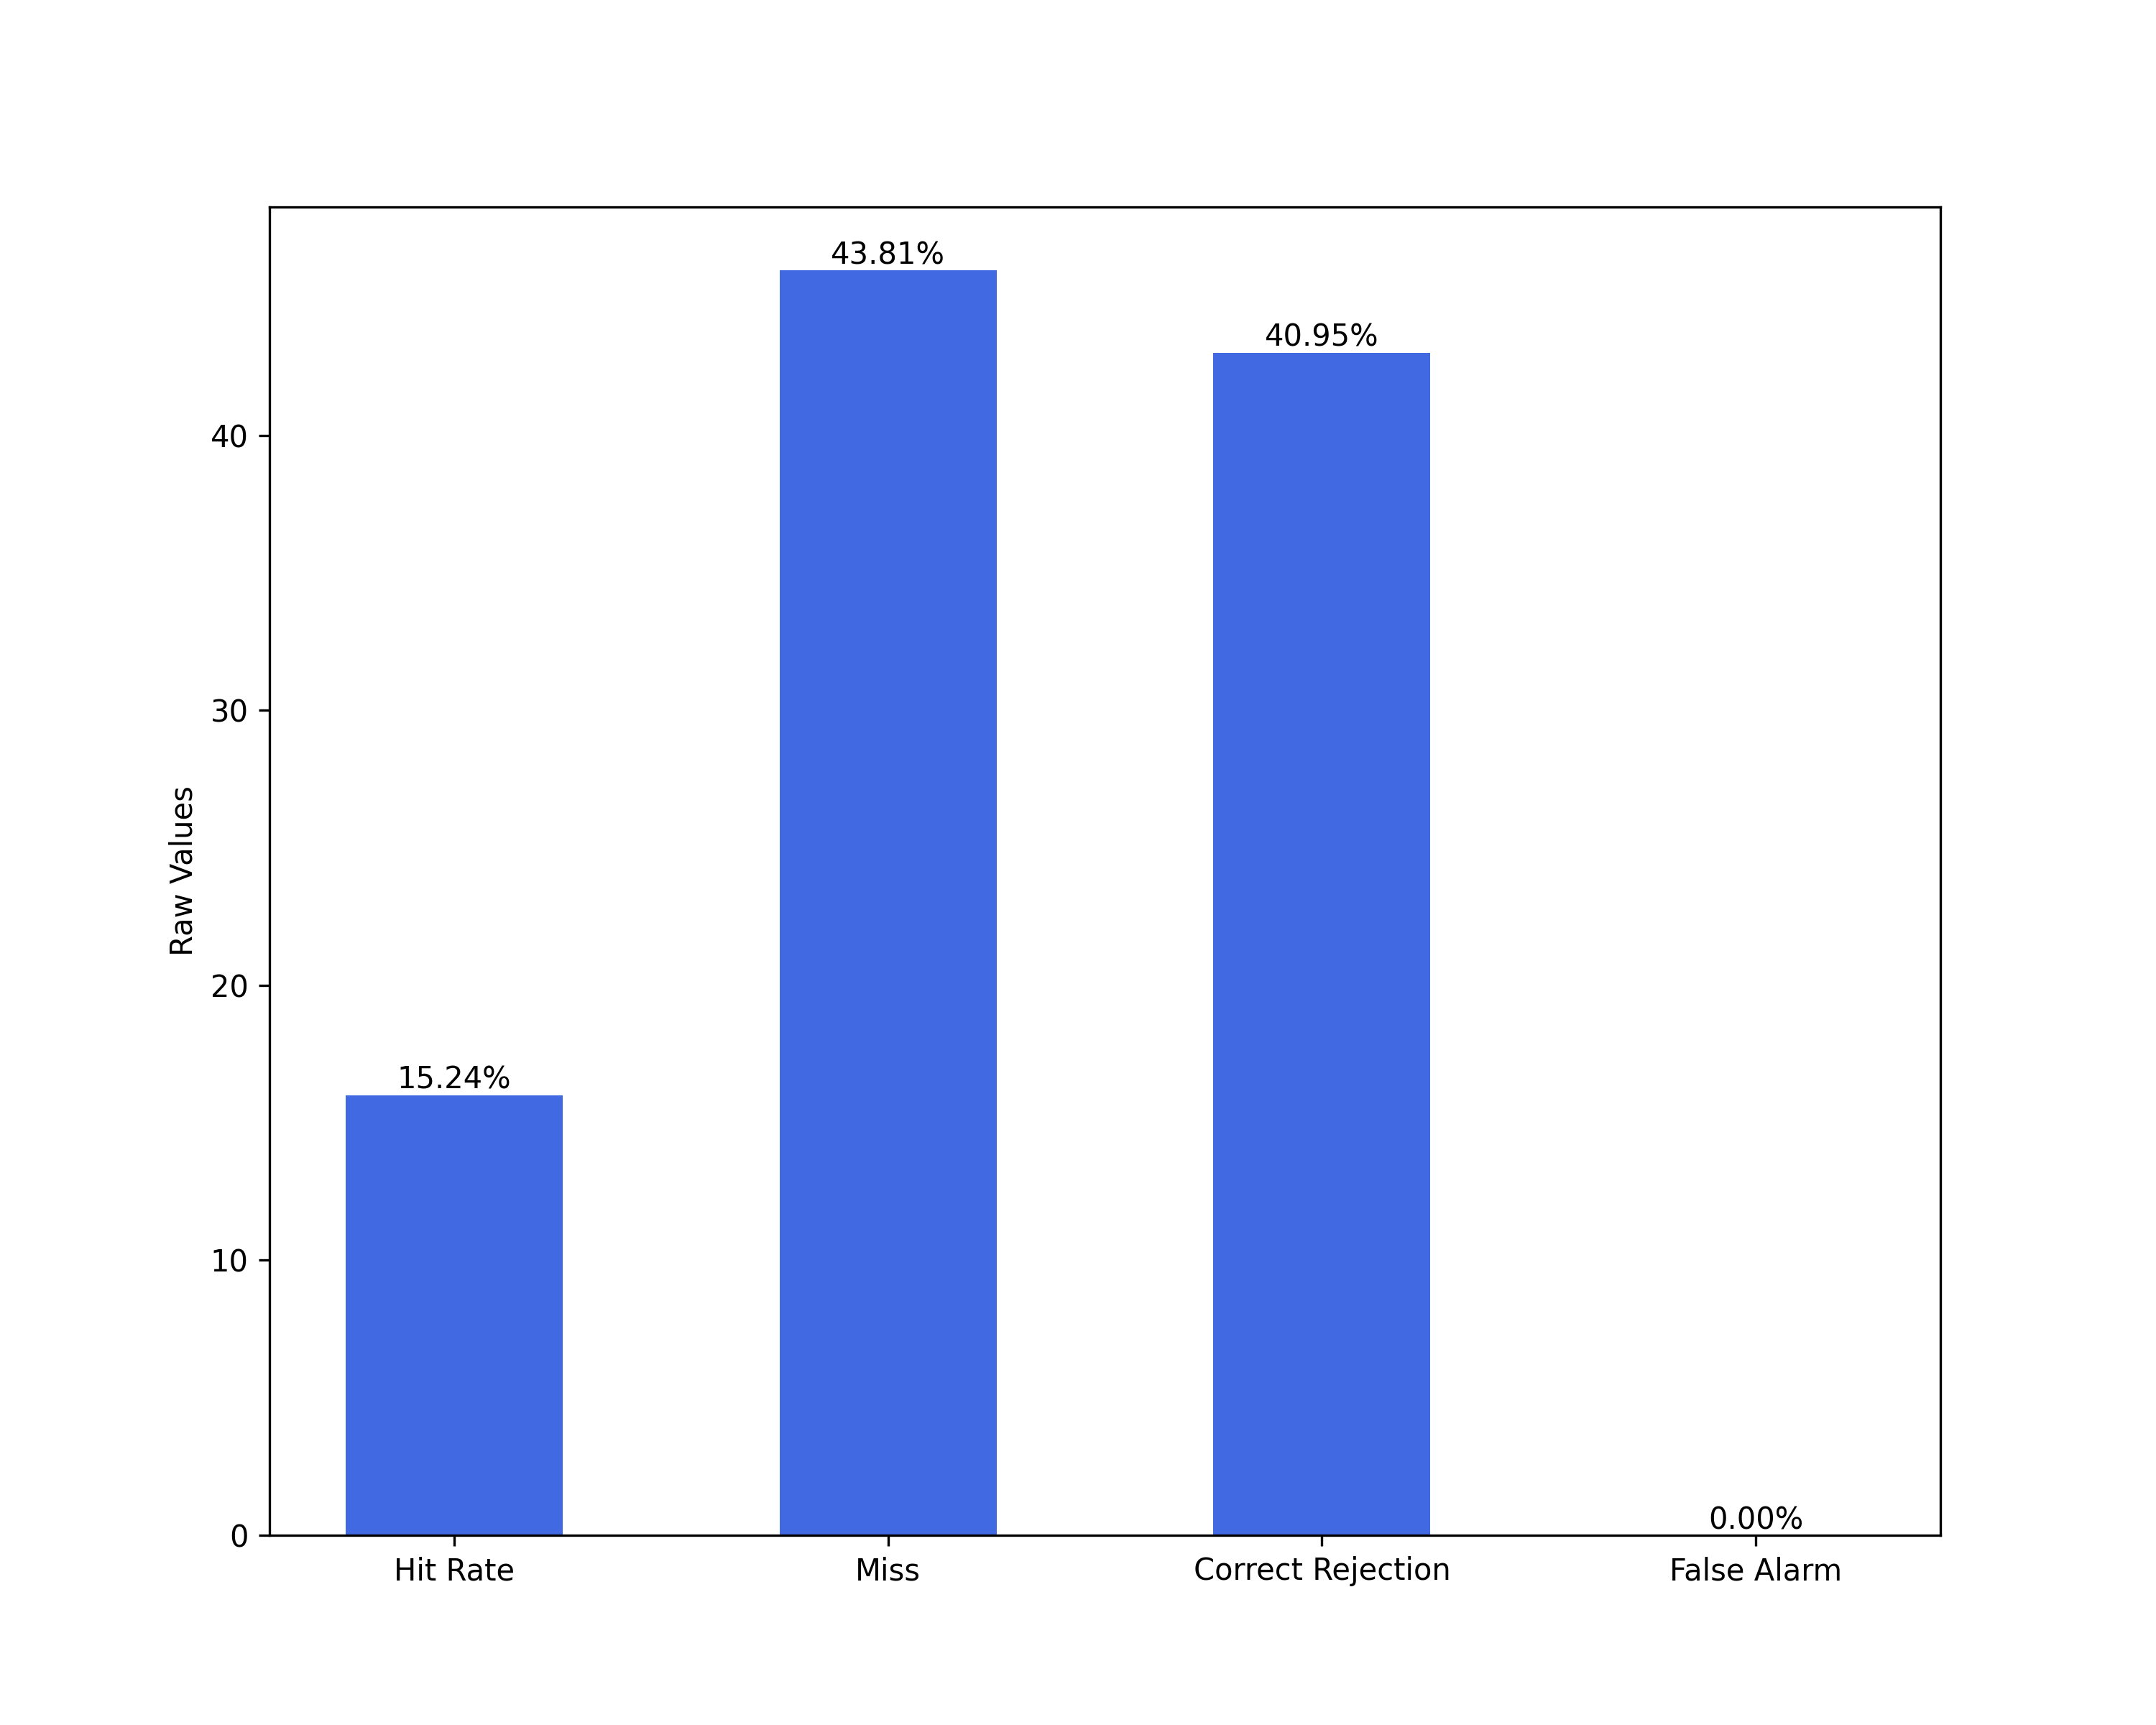 43.81%
40.95%
40
30
Raw Values
20
15.24%
10
0.00%
0
Hit Rate
Miss
Correct Rejection
False Alarm